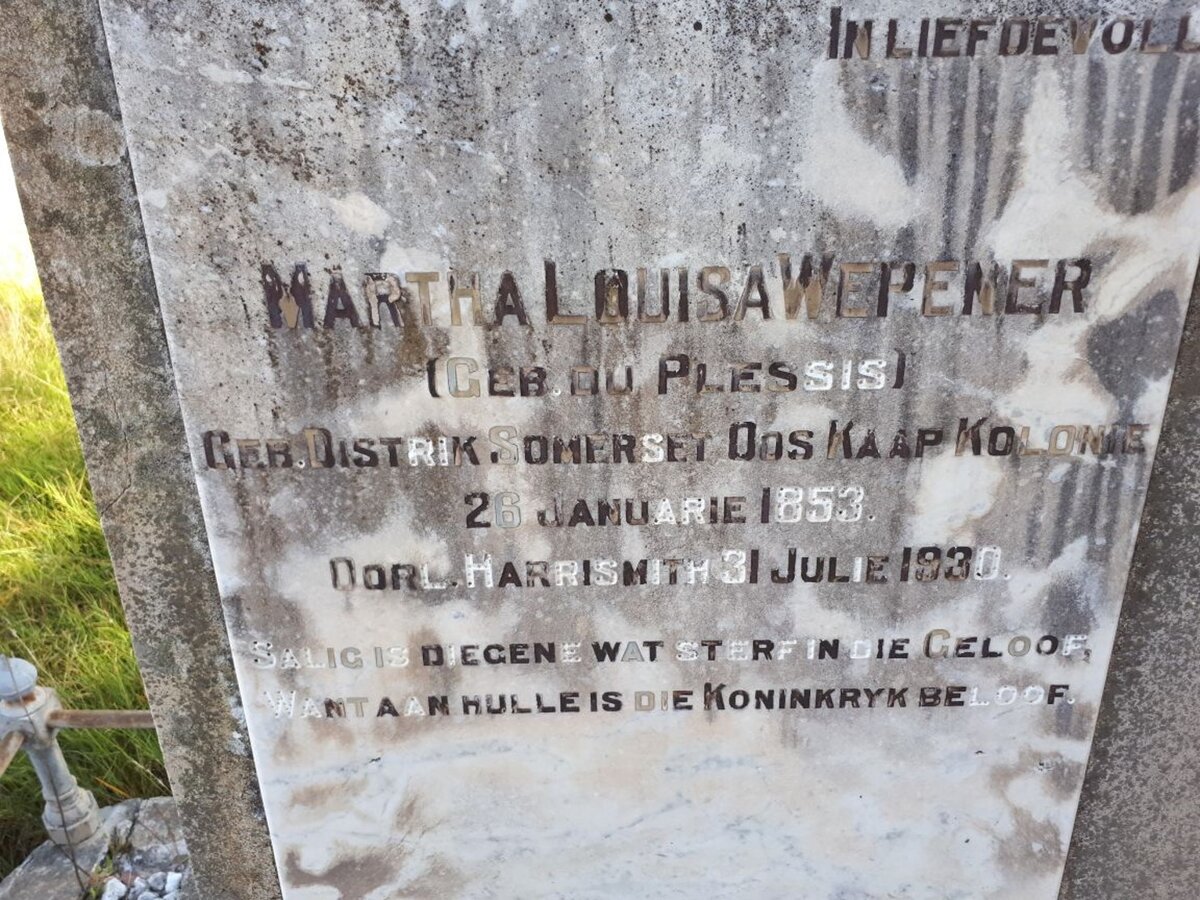 IN LIEFDEVOLL
MARTHA LOUISA WEPENER
(GEB. DU PLESSIS)
GEB. DISTRIK SOMERSET OOS KAAP KOLONIE
26 JANUARIE 1853.
OORL. HARRISMITH 31 JULIE 1930.
SALIG IS DIEGENE WAT STERF IN DIE GELOOF,
WANT AAN HULLE IS DIE KONINKRYK BELOOF.